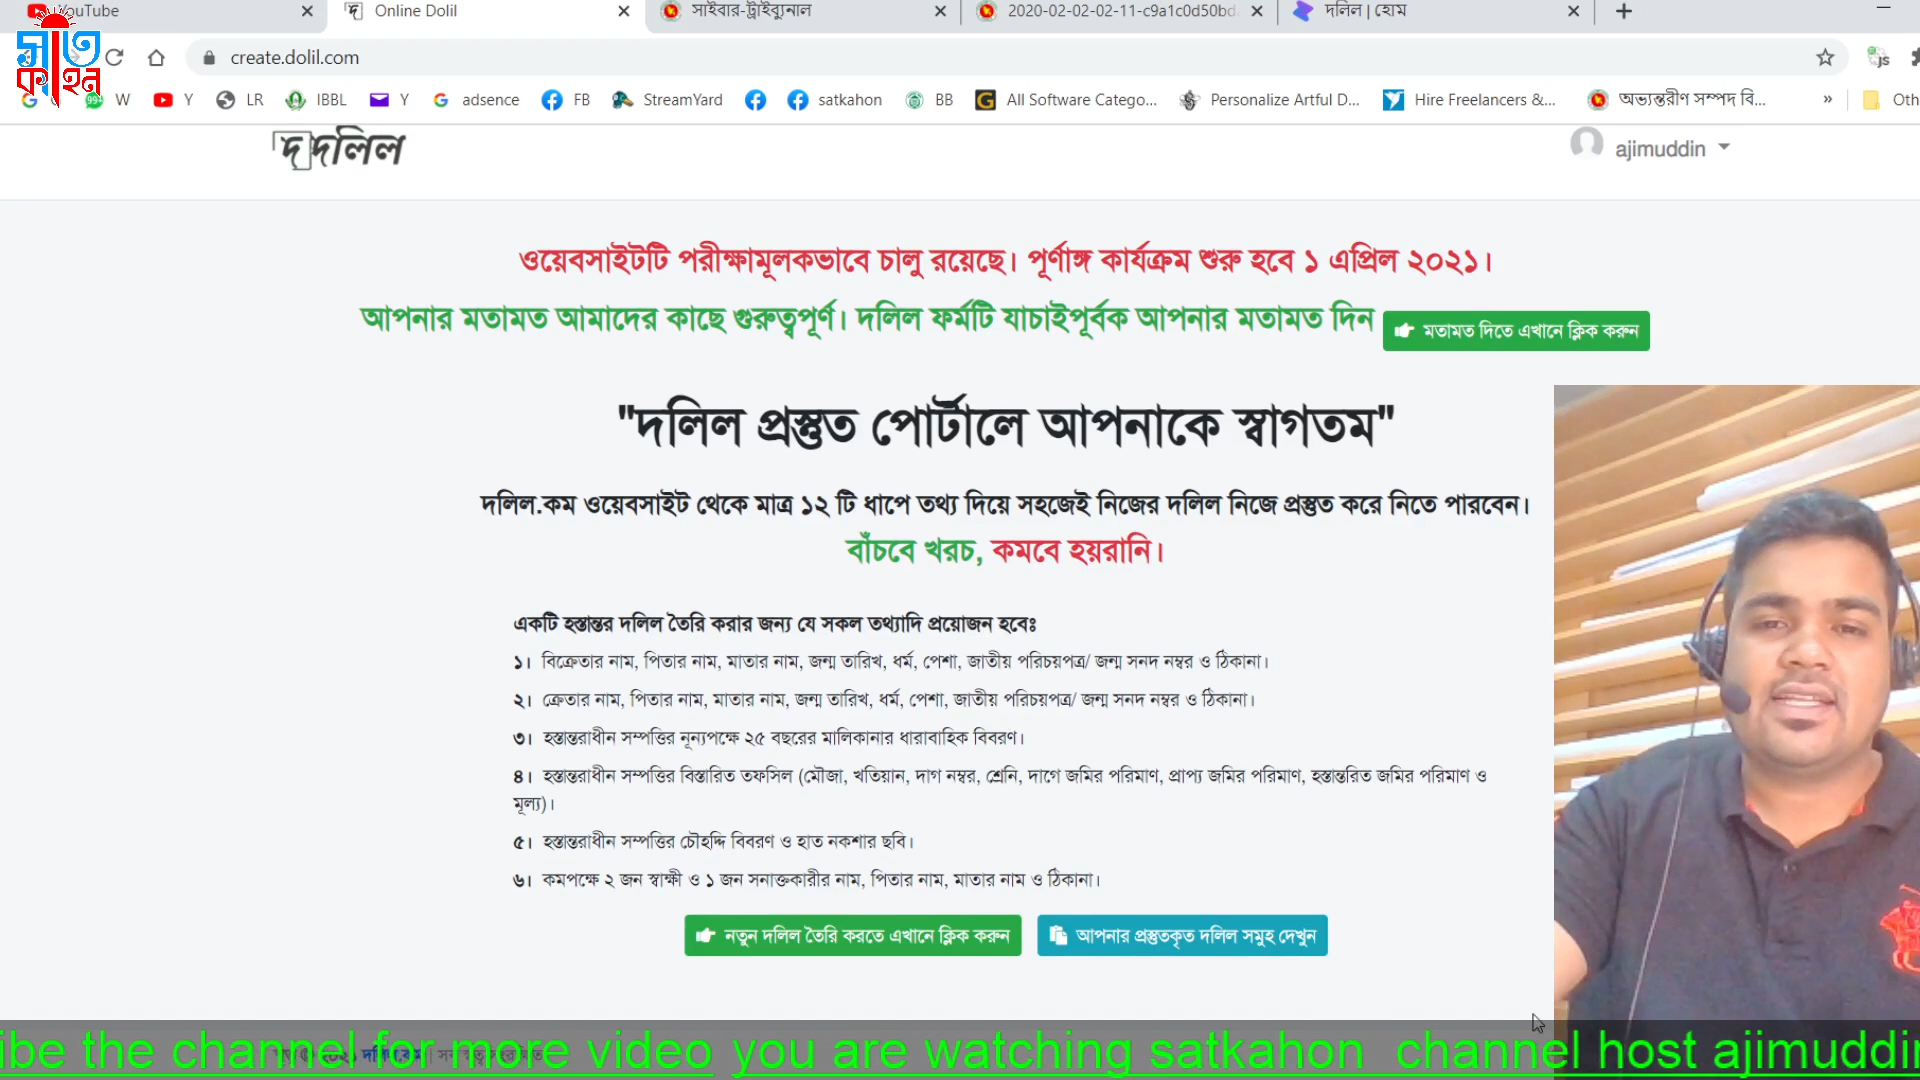 YouTube
Online Dolil
সাইবার-ট্রাইব্যুনাল
2020-02-02-02-11-c9a1c0d50bd
দলিল | হোম
সাত
কাহন
create.dolil.com
W
Y
LR
IBBL
Y
adsence
FB
StreamYard
satkahon
BB
All Software Catego...
Personalize Artful D...
Hire Freelancers &...
অভ্যন্তরীণ সম্পদ বি...
»
Oth
দলিল
ajimuddin
ওয়েবসাইটটি পরীক্ষামূলকভাবে চালু রয়েছে। পূর্ণাঙ্গ কার্যক্রম শুরু হবে ১ এপ্রিল ২০২১।
আপনার মতামত আমাদের কাছে গুরুত্বপূর্ণ। দলিল ফর্মটি যাচাইপূর্বক আপনার মতামত দিন
মতামত দিতে এখানে ক্লিক করুন
"দলিল প্রস্তুত পোর্টালে আপনাকে স্বাগতম"
দলিল.কম ওয়েবসাইট থেকে মাত্র ১২ টি ধাপে তথ্য দিয়ে সহজেই নিজের দলিল নিজে প্রস্তুত করে নিতে পারবেন।
বাঁচবে খরচ, কমবে হয়রানি।
একটি হস্তান্তর দলিল তৈরি করার জন্য যে সকল তথ্যাদি প্রয়োজন হবেঃ
১। বিক্রেতার নাম, পিতার নাম, মাতার নাম, জন্ম তারিখ, ধর্ম, পেশা, জাতীয় পরিচয়পত্র/ জন্ম সনদ নম্বর ও ঠিকানা।
২। ক্রেতার নাম, পিতার নাম, মাতার নাম, জন্ম তারিখ, ধর্ম, পেশা, জাতীয় পরিচয়পত্র/ জন্ম সনদ নম্বর ও ঠিকানা।
৩। হস্তান্তরাধীন সম্পত্তির নূন্যপক্ষে ২৫ বছরের মালিকানার ধারাবাহিক বিবরণ।
৪। হস্তান্তরাধীন সম্পত্তির বিস্তারিত তফসিল (মৌজা, খতিয়ান, দাগ নম্বর, শ্রেনি, দাগে জমির পরিমাণ, প্রাপ্য জমির পরিমাণ, হস্তান্তরিত জমির পরিমাণ ও
মূল্য)।
৫। হস্তান্তরাধীন সম্পত্তির চৌহদ্দি বিবরণ ও হাত নকশার ছবি।
৬। কমপক্ষে ২ জন স্বাক্ষী ও ১ জন সনাক্তকারীর নাম, পিতার নাম, মাতার নাম ও ঠিকানা।
নতুন দলিল তৈরি করতে এখানে ক্লিক করুন
আপনার প্রস্তুতকৃত দলিল সমুহ দেখুন
ibe the channel for more video you are watching satkahon channel host ajimuddin